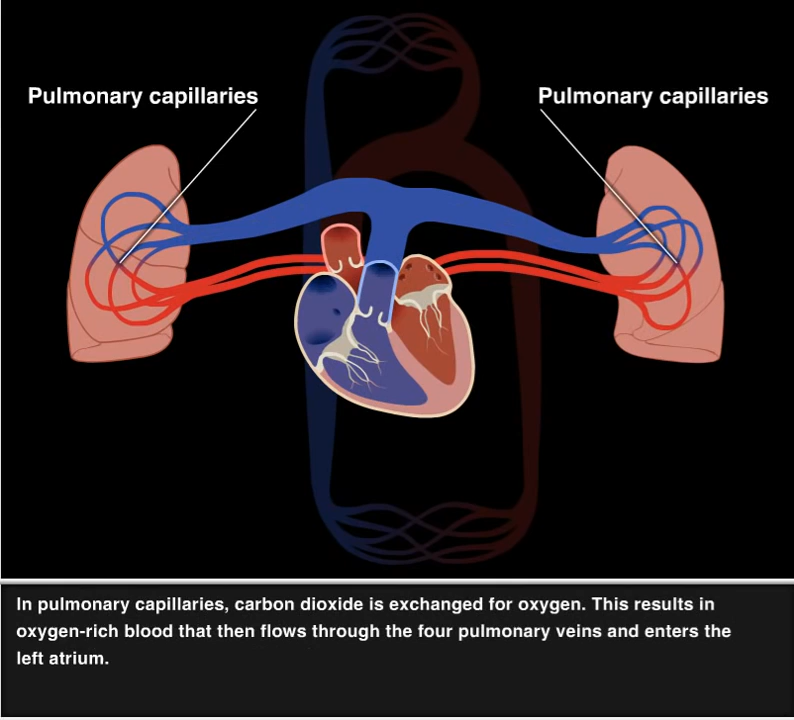 Pulmonary capillaries
Pulmonary capillaries
In pulmonary capillaries, carbon dioxide is exchanged for oxygen. This results in
oxygen-rich blood that then flows through the four pulmonary veins and enters the
left atrium.